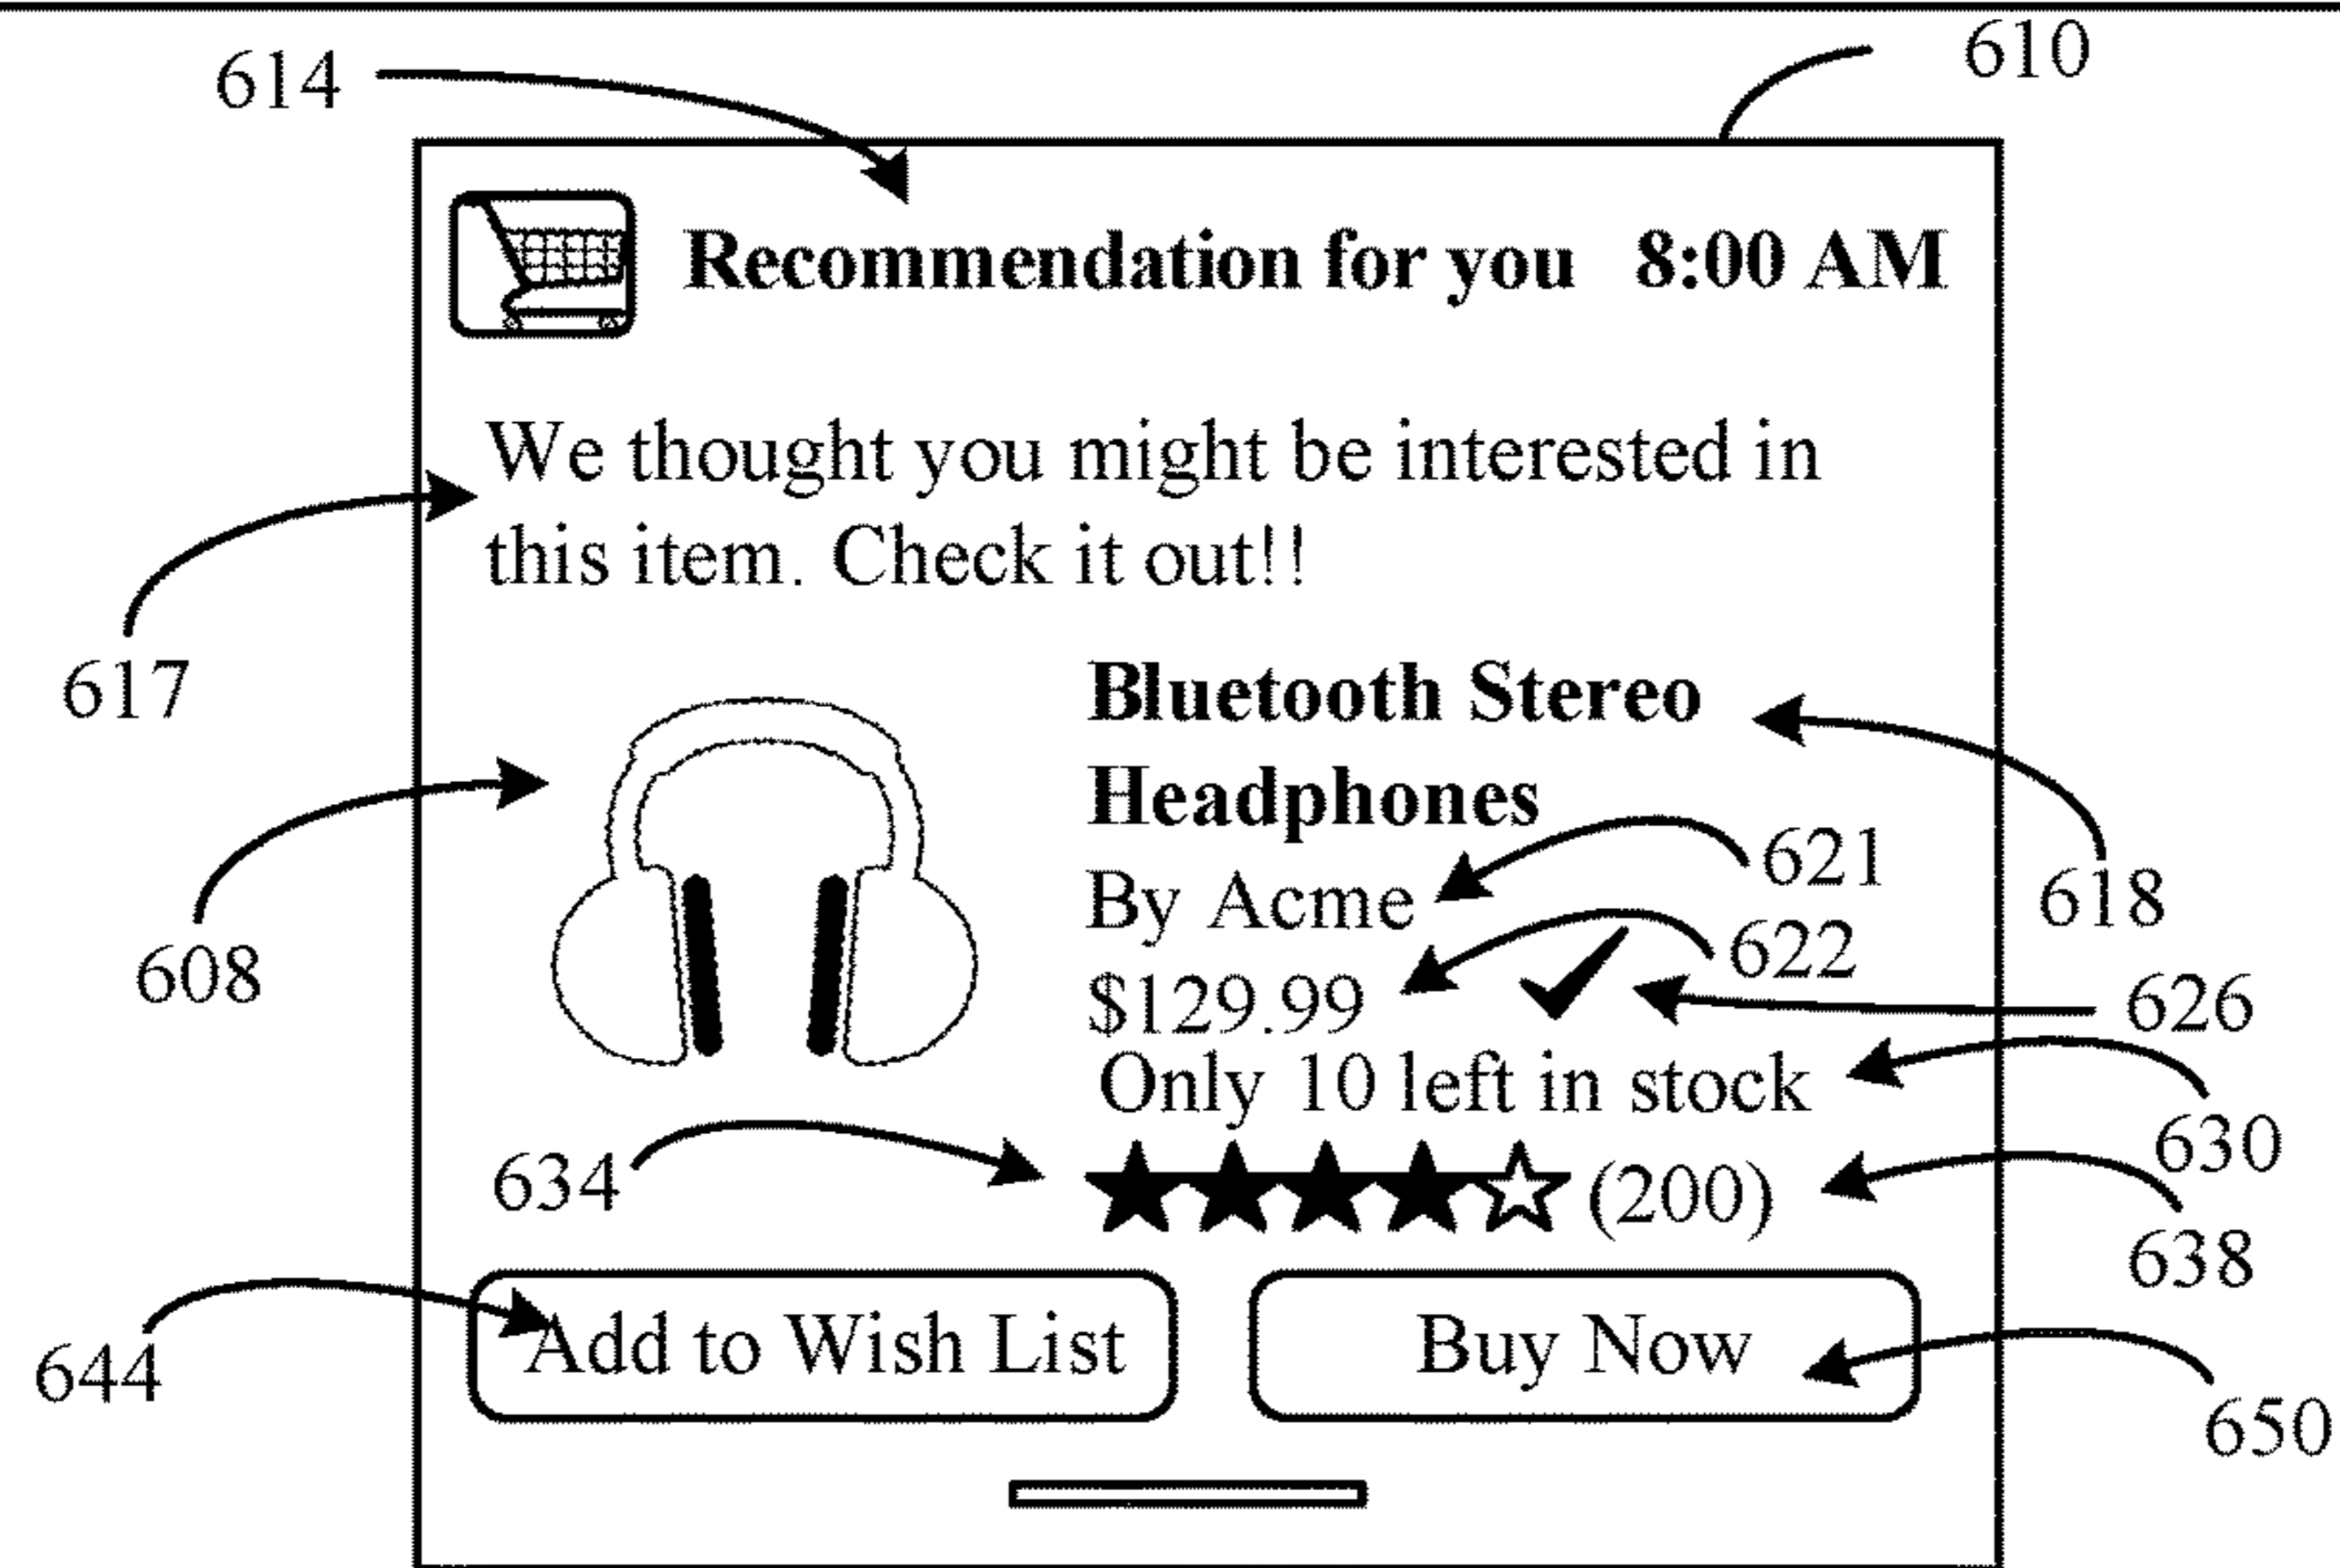 614
610
Recommendation for you 8:00 AM
We thought you might be interested in
this item. Check it out!!
617
Bluetooth Stereo
Headphones
608
621
618
By Acme
622
$129.99
626
Only 10 left in stock
630
634
(200)
638
Add to Wish List
Buy Now
644
650